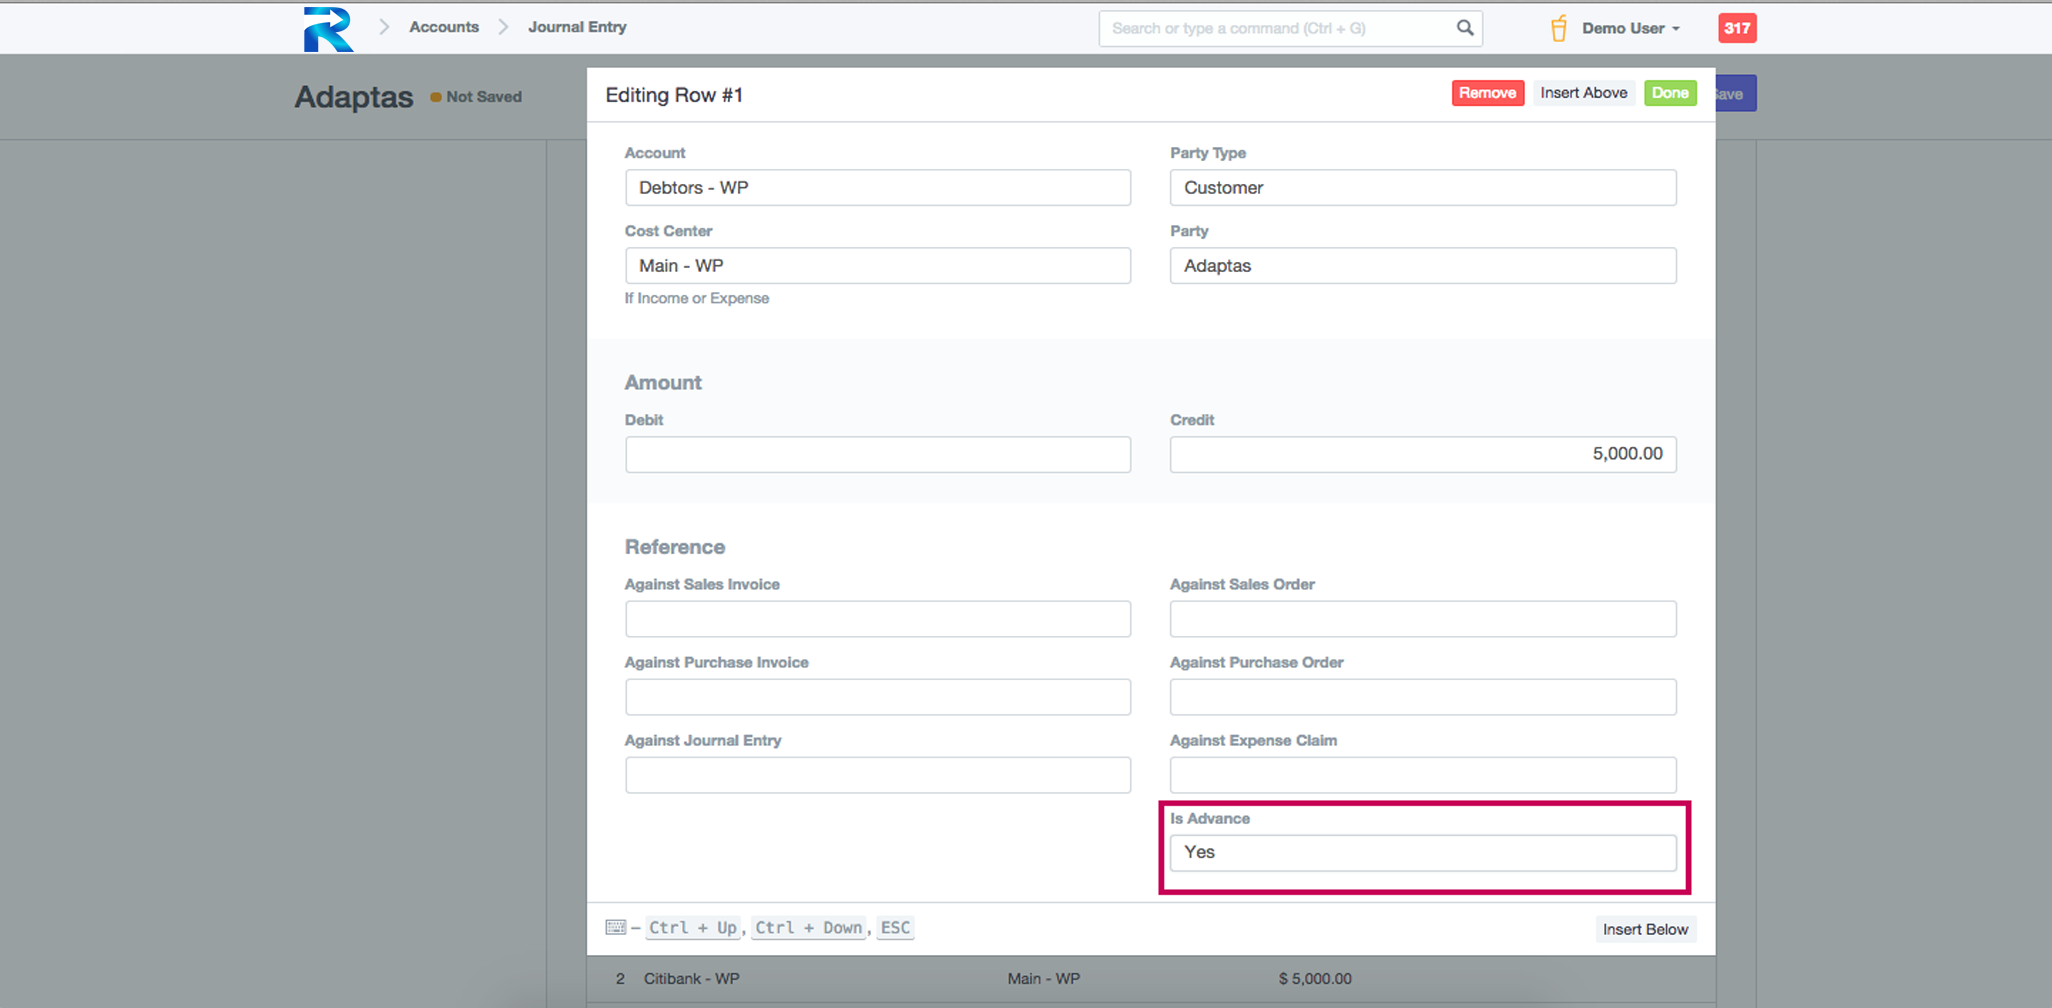 Accounts
Journal Entry
Search or type a command (Ctrl + G)
Demo User
317
Adaptas
Not Saved
Editing Row #1
Remove
Insert Above
Done
Account
Party Type
Debtors - WP
Customer
Cost Center
Party
Main - WP
Adaptas
If Income or Expense
Amount
Debit
Credit
5,000.00
Reference
Against Sales Invoice
Against Sales Order
Against Purchase Invoice
Against Purchase Order
Against Journal Entry
Against Expense Claim
Is Advance
Yes
– Ctrl + Up, Ctrl + Down, ESC
Insert Below
2 Citibank - WP Main - WP $ 5,000.00